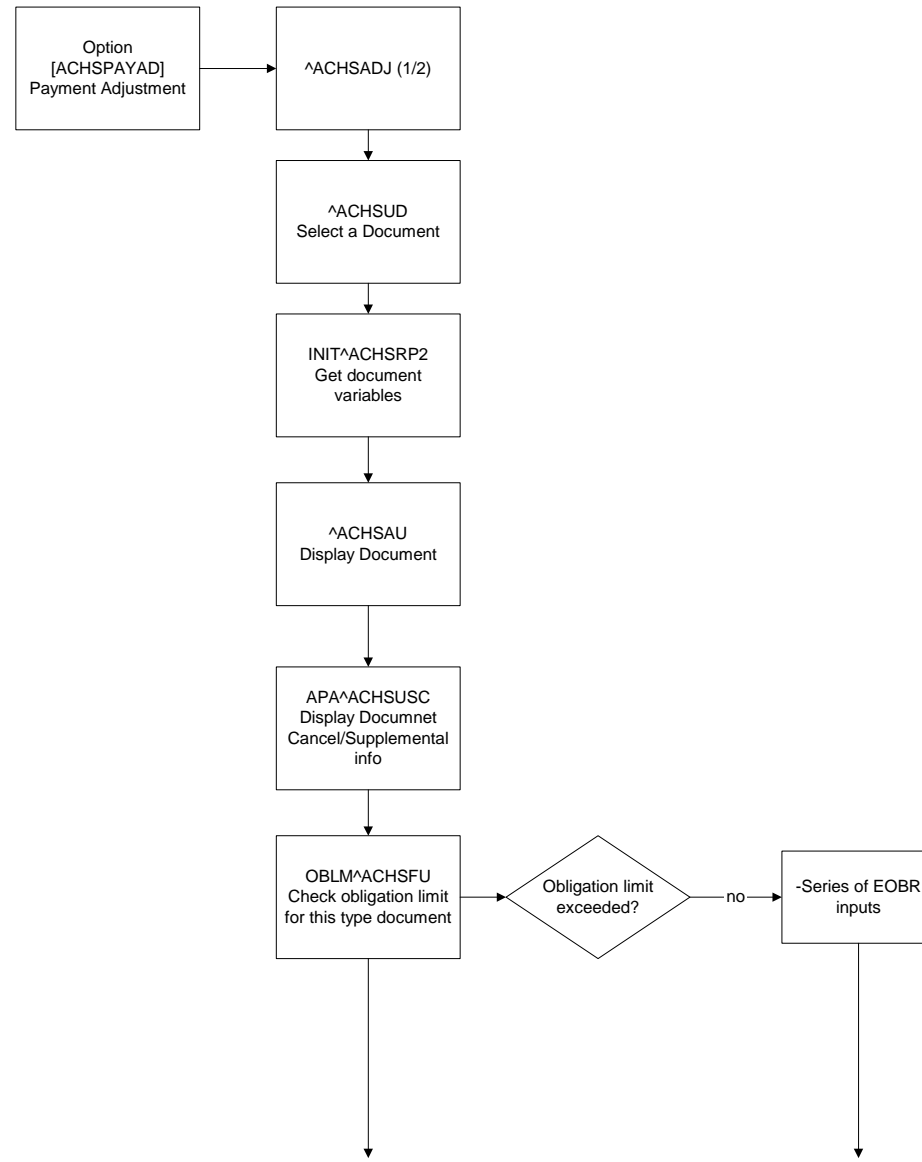 Option
[ACHSPAYAD]
Payment Adjustment
^ACHSADJ (1/2)
^ACHSUD
Select a Document
INIT^ACHSRP2
Get document
variables
^ACHSAU
Display Document
APA^ACHSUSC
Display Documnet
Cancel/Supplemental
info
OBLM^ACHSFU
Check obligation limit
for this type document
Obligation limit
exceeded?
no
-Series of EOBR
inputs